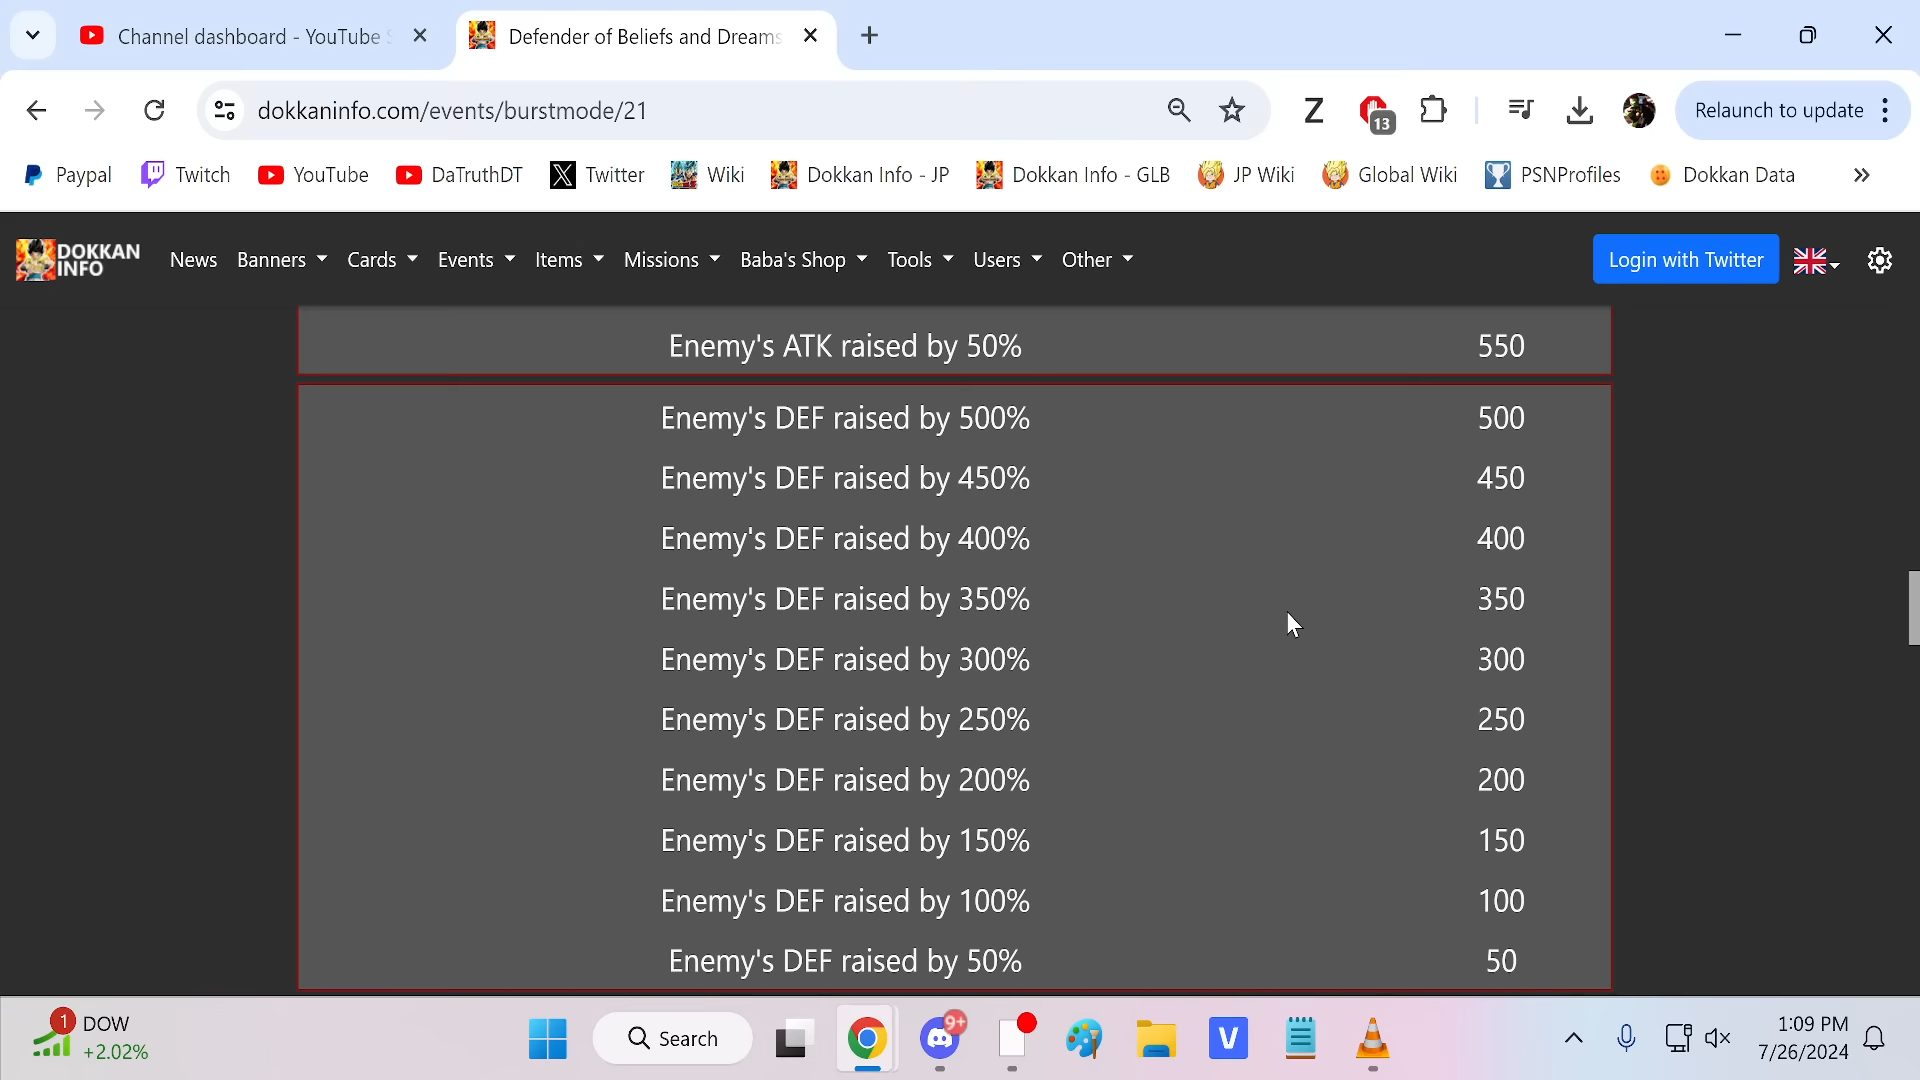 Channel dashboard - YouTube S
Defender of Beliefs and Dreams
dokkaninfo.com/events/burstmode/21
Z
13
Relaunch to update
Paypal
Twitch
YouTube
DaTruthDT
X
Twitter
Wiki
Dokkan Info - JP
Dokkan Info - GLB
JP Wiki
Global Wiki
PSNProfiles
Dokkan Data
»
DOKKAN
INFO
News
Banners
Cards
Events
Items
Missions
Baba's Shop
Tools
Users
Other
Login with Twitter
Enemy's ATK raised by 50% 550
Enemy's DEF raised by 500% 500
Enemy's DEF raised by 450% 450
Enemy's DEF raised by 400% 400
Enemy's DEF raised by 350% 350
Enemy's DEF raised by 300% 300
Enemy's DEF raised by 250% 250
Enemy's DEF raised by 200% 200
Enemy's DEF raised by 150% 150
Enemy's DEF raised by 100% 100
Enemy's DEF raised by 50% 50
1
DOW
+2.02%
Search
9+
V
1:09 PM
7/26/2024